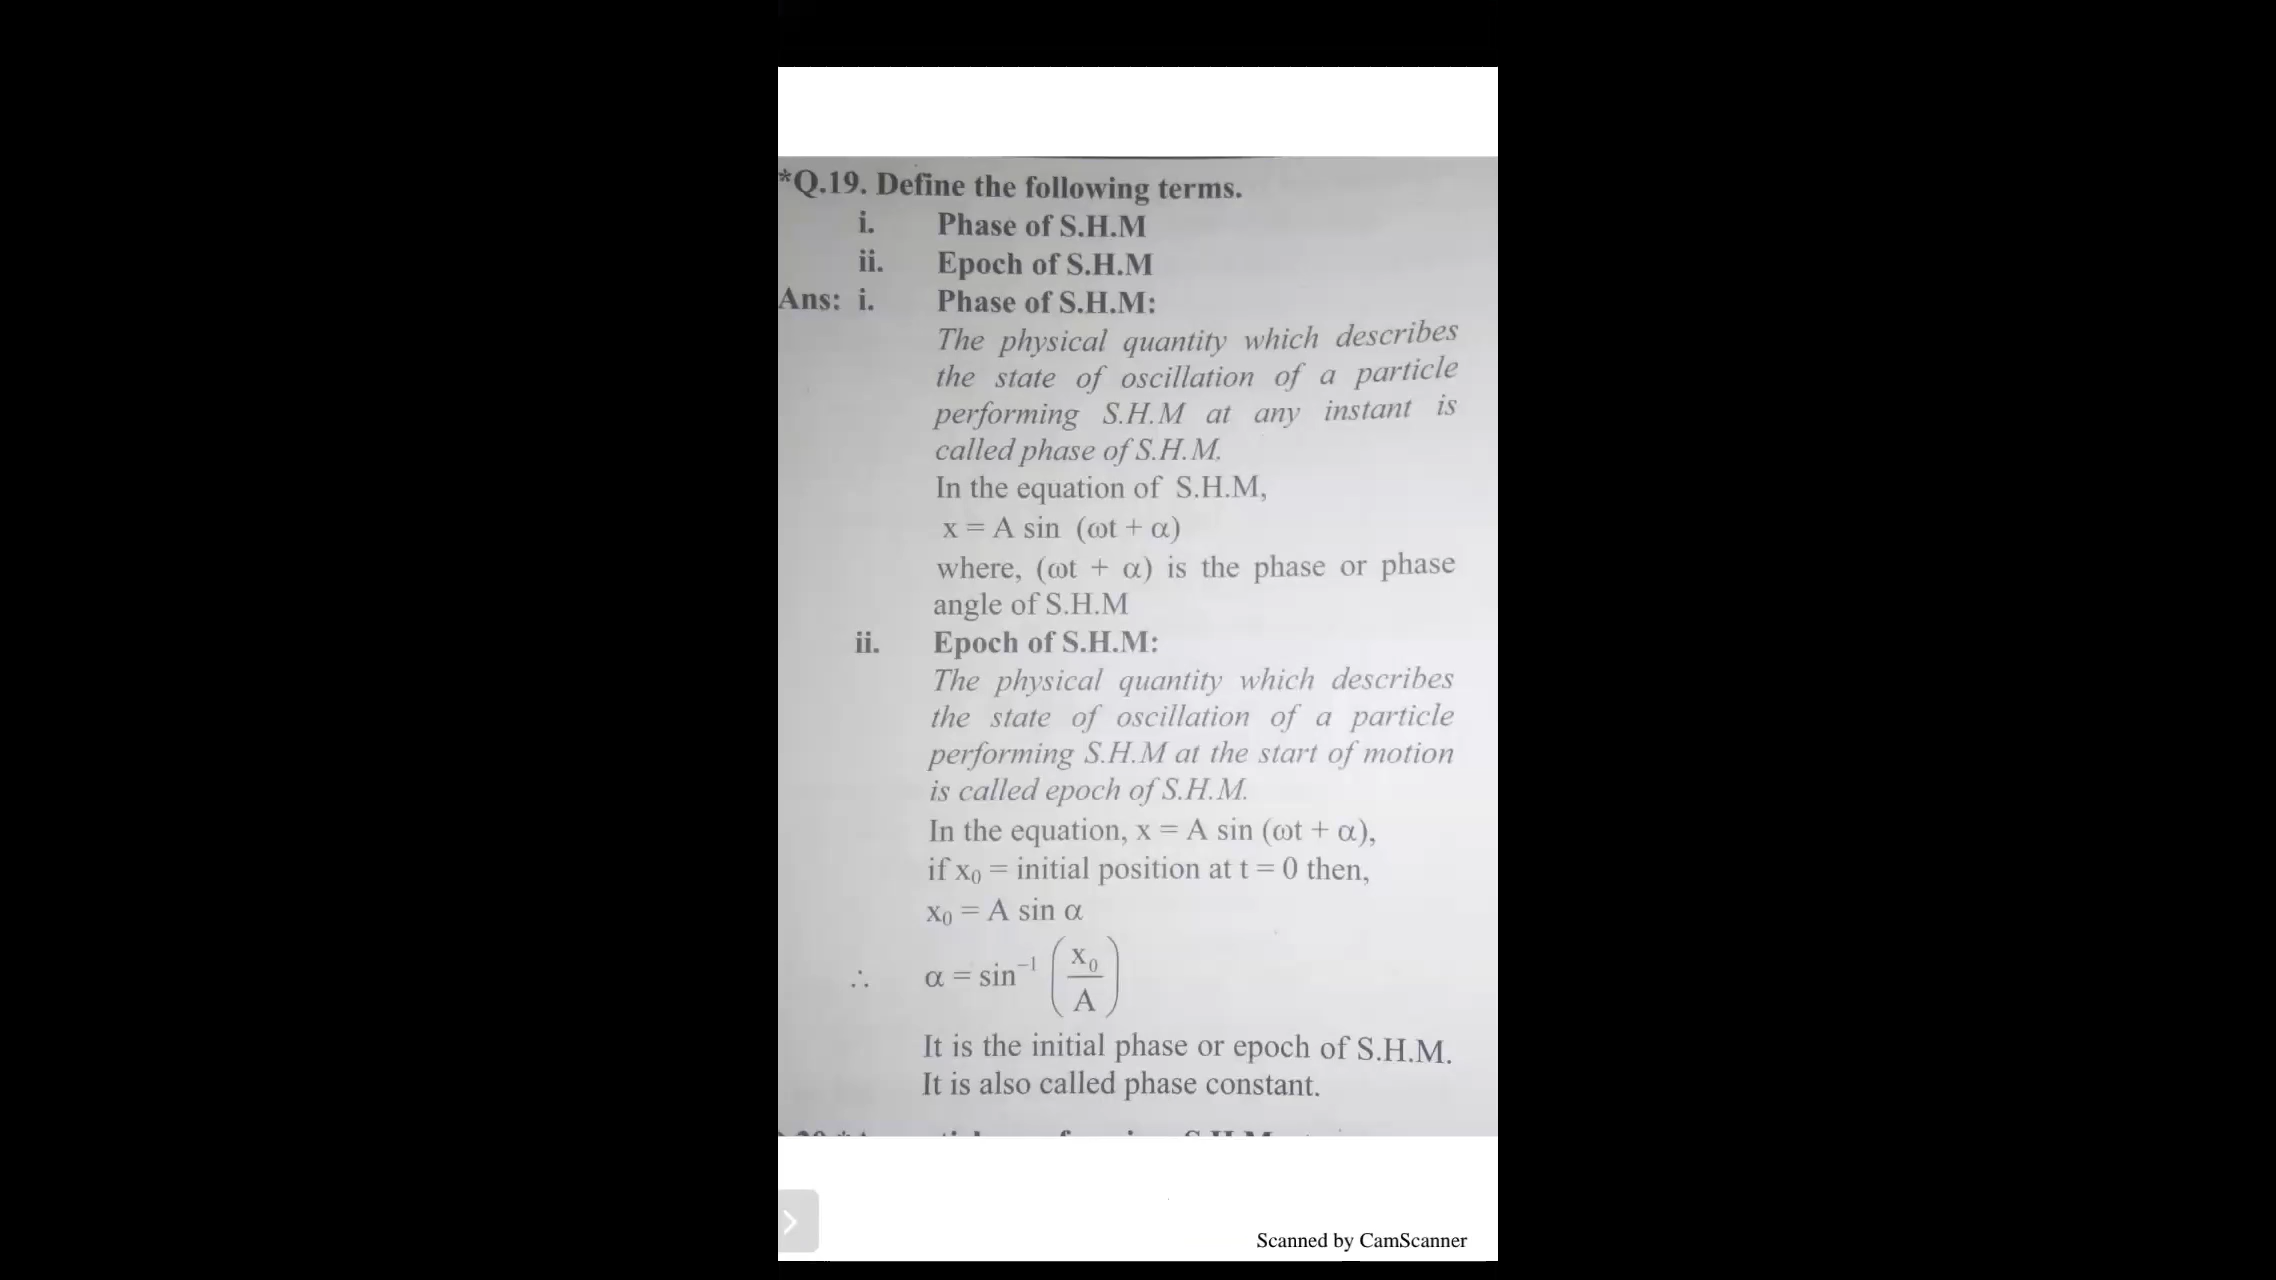 *Q.19. Define the following terms.
i. Phase of S.H.M
ii. Epoch of S.H.M
Ans: i. Phase of S.H.M:
The physical quantity which describes
the state of oscillation of a particle
performing S.H.M at any instant is
called phase of S.H.M.
In the equation of S.H.M,
x = A sin (ωt + α)
where, (ωt + α) is the phase or phase
angle of S.H.M
ii. Epoch of S.H.M:
The physical quantity which describes
the state of oscillation of a particle
performing S.H.M at the start of motion
is called epoch of S.H.M.
In the equation, x = A sin (ωt + α),
if x₀ = initial position at t = 0 then,
x₀ = A sin α
∴ α = sin⁻¹ (x₀/A)
It is the initial phase or epoch of S.H.M.
It is also called phase constant.
Scanned by CamScanner